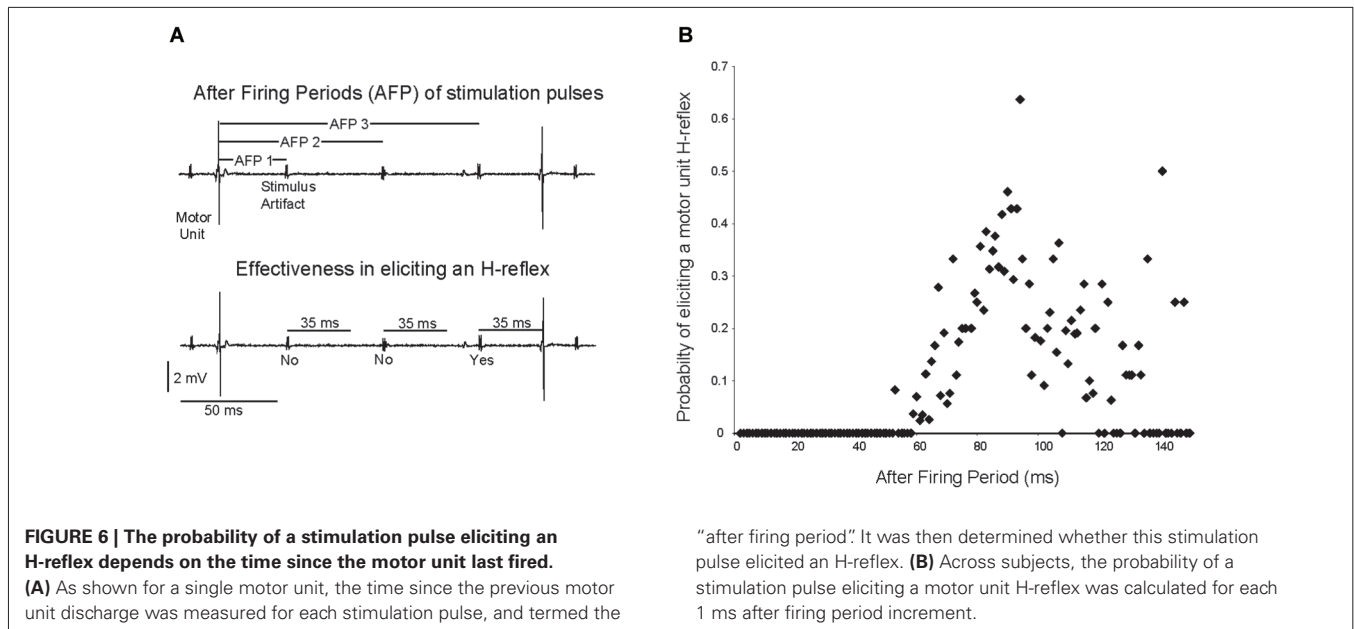 A
After Firing Periods (AFP) of stimulation pulses
AFP 3
AFP 2
AFP 1
Stimulus
Artifact
Motor
Unit
Effectiveness in eliciting an H-reflex
35 ms
35 ms
35 ms
No
No
Yes
2 mV
50 ms
B
Probabilty of eliciting a motor unit H-reflex
0.7
0.6
0.5
0.4
0.3
0.2
0.1
0
0
20
40
60
80
100
120
140
After Firing Period (ms)
FIGURE 6 | The probability of a stimulation pulse eliciting an
H-reflex depends on the time since the motor unit last fired.
(A) As shown for a single motor unit, the time since the previous motor
unit discharge was measured for each stimulation pulse, and termed the
"after firing period". It was then determined whether this stimulation
pulse elicited an H-reflex. (B) Across subjects, the probability of a
stimulation pulse eliciting a motor unit H-reflex was calculated for each
1 ms after firing period increment.